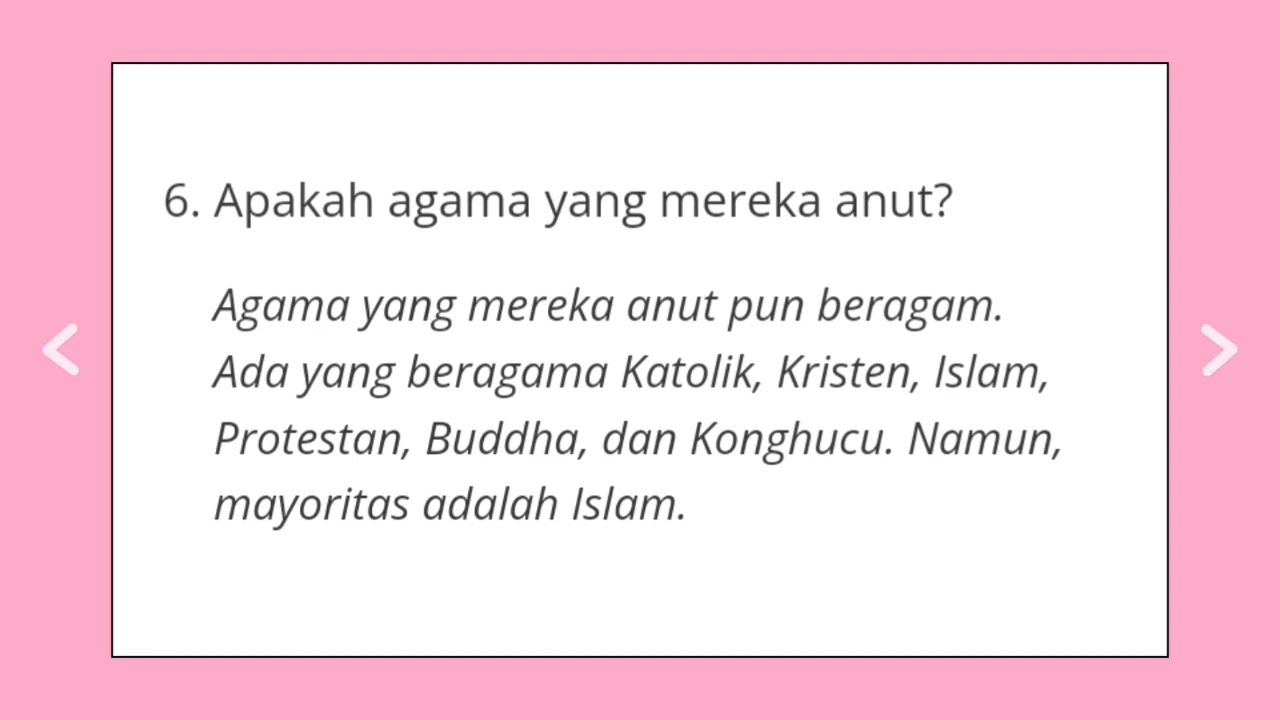 6. Apakah agama yang mereka anut?
Agama yang mereka anut pun beragam.
Ada yang beragama Katolik, Kristen, Islam,
Protestan, Buddha, dan Konghucu. Namun,
mayoritas adalah Islam.